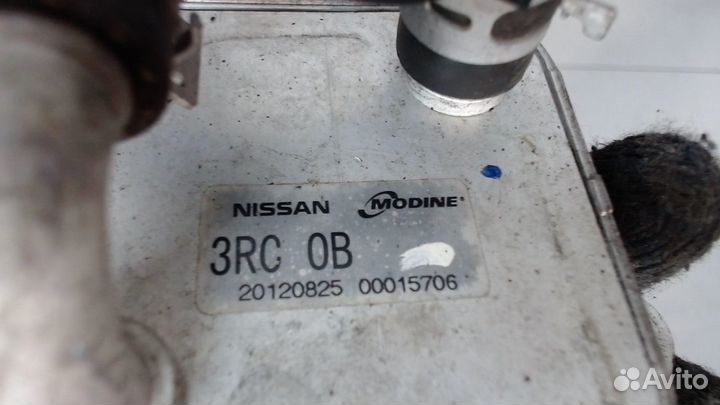 NISSAN MODINE®
3RC 0B
20120825 00015706
Avito